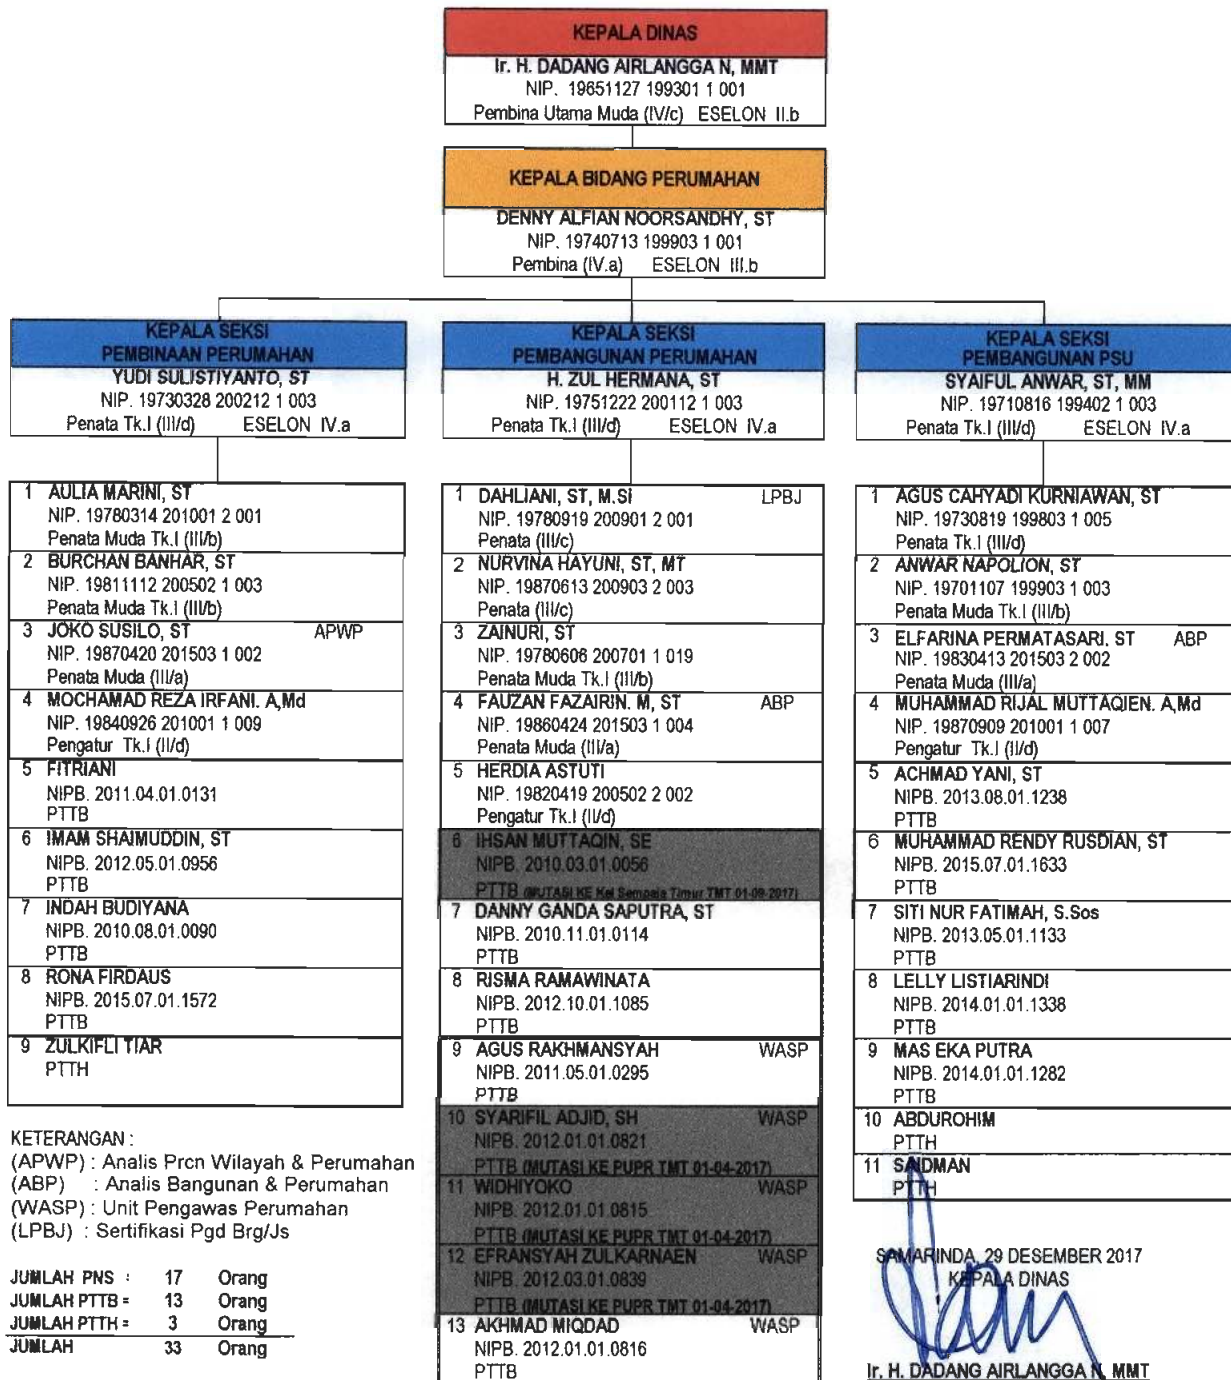 KEPALA DINAS
Ir. H. DADANG AIRLANGGA N, MMT
NIP. 19651127 199301 1 001
Pembina Utama Muda (IV/c) ESELON II.b
KEPALA BIDANG PERUMAHAN
DENNY ALFIAN NOORSANDHY, ST
NIP. 19740713 199903 1 001
Pembina (IV.a) ESELON III.b
KEPALA SEKSI
PEMBINAAN PERUMAHAN
YUDI SULISTIYANTO, ST
NIP. 19730328 200212 1 003
Penata Tk.I (III/d) ESELON IV.a
1 AULIA MARINI, ST
NIP. 19780314 201001 2 001
Penata Muda Tk.I (III/b)
2 BURCHAN BANHAR, ST
NIP. 19811112 200502 1 003
Penata Muda Tk.I (III/b)
3 JOKO SUSILO, ST APWP
NIP. 19870420 201503 1 002
Penata Muda (III/a)
4 MOCHAMAD REZA IRFANI. A,Md
NIP. 19840926 201001 1 009
Pengatur Tk.I (II/d)
5 FITRIANI
NIPB. 2011.04.01.0131
PTTB
6 IMAM SHAIMUDDIN, ST
NIPB. 2012.05.01.0956
PTTB
7 INDAH BUDIYANA
NIPB. 2010.08.01.0090
PTTB
8 RONA FIRDAUS
NIPB. 2015.07.01.1572
PTTB
9 ZULKIFLI TIAR
PTTH
KEPALA SEKSI
PEMBANGUNAN PERUMAHAN
H. ZUL HERMANA, ST
NIP. 19751222 200112 1 003
Penata Tk.I (III/d) ESELON IV.a
1 DAHLIANI, ST, M.SI LPBJ
NIP. 19780919 200901 2 001
Penata (III/c)
2 NURVINA HAYUNI, ST, MT
NIP. 19870613 200903 2 003
Penata (III/c)
3 ZAINURI, ST
NIP. 19780606 200701 1 019
Penata Muda Tk.I (III/b)
4 FAUZAN FAZAIRIN. M, ST ABP
NIP. 19860424 201503 1 004
Penata Muda (III/a)
5 HERDIA ASTUTI
NIP. 19820419 200502 2 002
Pengatur Tk.I (II/d)
6 IHSAN MUTTAQIN, SE
NIPB. 2010.03.01.0056
PTTB (MUTASI KE Kel Sempaja Timur TMT 01-09-2017)
7 DANNY GANDA SAPUTRA, ST
NIPB. 2010.11.01.0114
PTTB
8 RISMA RAMAWINATA
NIPB. 2012.10.01.1085
PTTB
9 AGUS RAKHMANSYAH WASP
NIPB. 2011.05.01.0295
PTTB
10 SYARIFIL ADJID, SH WASP
NIPB. 2012.01.01.0821
PTTB (MUTASI KE PUPR TMT 01-04-2017)
11 WIDHIYOKO WASP
NIPB. 2012.01.01.0815
PTTB (MUTASI KE PUPR TMT 01-04-2017)
12 EFRANSYAH ZULKARNAEN WASP
NIPB. 2012.03.01.0839
PTTB (MUTASI KE PUPR TMT 01-04-2017)
13 AKHMAD MIQDAD WASP
NIPB. 2012.01.01.0816
PTTB
KEPALA SEKSI
PEMBANGUNAN PSU
SYAIFUL ANWAR, ST, MM
NIP. 19710816 199402 1 003
Penata Tk.I (III/d) ESELON IV.a
1 AGUS CAHYADI KURNIAWAN, ST
NIP. 19730819 199803 1 005
Penata Tk.I (III/d)
2 ANWAR NAPOLION, ST
NIP. 19701107 199903 1 003
Penata Muda Tk.I (III/b)
3 ELFARINA PERMATASARI. ST ABP
NIP. 19830413 201503 2 002
Penata Muda (III/a)
4 MUHAMMAD RIJAL MUTTAQIEN. A,Md
NIP. 19870909 201001 1 007
Pengatur Tk.I (II/d)
5 ACHMAD YANI, ST
NIPB. 2013.08.01.1238
PTTB
6 MUHAMMAD RENDY RUSDIAN, ST
NIPB. 2015.07.01.1633
PTTB
7 SITI NUR FATIMAH, S.Sos
NIPB. 2013.05.01.1133
PTTB
8 LELLY LISTIARINDI
NIPB. 2014.01.01.1338
PTTB
9 MAS EKA PUTRA
NIPB. 2014.01.01.1282
PTTB
10 ABDUROHIM
PTTH
11 SAIDMAN
PTTH
KETERANGAN :
(APWP) : Analis Prcn Wilayah & Perumahan
(ABP) : Analis Bangunan & Perumahan
(WASP) : Unit Pengawas Perumahan
(LPBJ) : Sertifikasi Pgd Brg/Js
JUMLAH PNS : 17 Orang
JUMLAH PTTB = 13 Orang
JUMLAH PTTH = 3 Orang
JUMLAH 33 Orang
SAMARINDA, 29 DESEMBER 2017
KEPALA DINAS
Ir. H. DADANG AIRLANGGA N, MMT